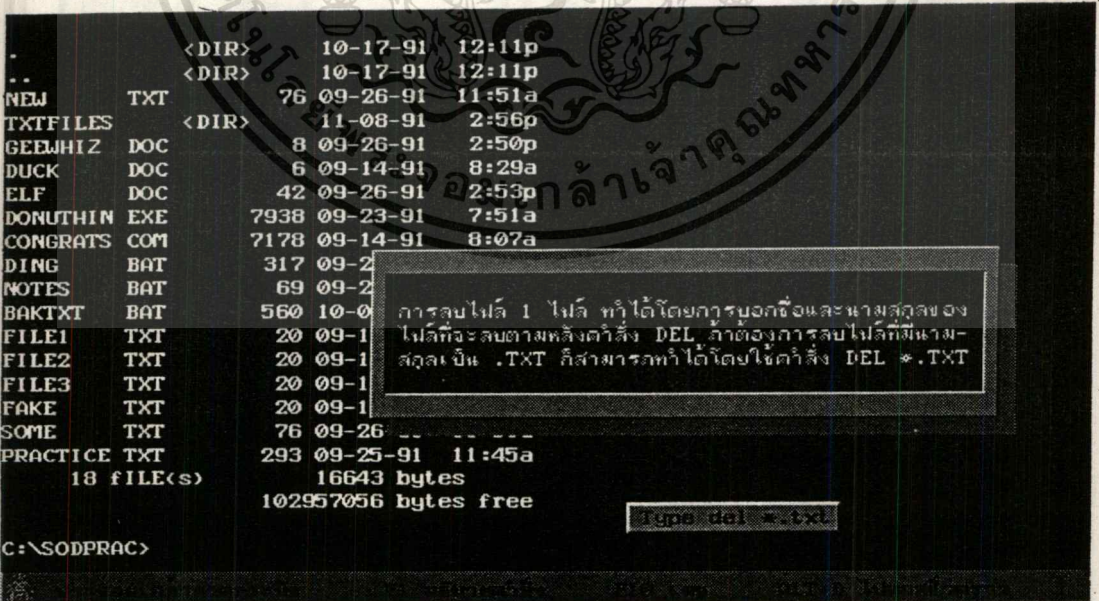 . <DIR> 10-17-91 12:11p
.. <DIR> 10-17-91 12:11p
NEW TXT 76 09-26-91 11:51a
TXTFILES <DIR> 11-08-91 2:56p
GEEWHIZ DOC 8 09-26-91 2:50p
DUCK DOC 6 09-14-91 8:29a
ELF DOC 42 09-26-91 2:53p
DONUTHIN EXE 7938 09-23-91 7:51a
CONGRATS COM 7178 09-14-91 8:07a
DING BAT 317 09-2
NOTES BAT 69 09-2
BAKTXT BAT 560 10-0
FILE1 TXT 20 09-1
FILE2 TXT 20 09-1
FILE3 TXT 20 09-1
FAKE TXT 20 09-1
SOME TXT 76 09-26
PRACTICE TXT 293 09-25-91 11:45a
18 fILE(s) 16643 bytes
102957056 bytes free
การลบไฟล์ 1 ไฟล์ ทำได้โดยการบอกชื่อและนามสกุลของ
ไฟล์ที่จะลบตามหลังคำสั่ง DEL ถ้าต้องการลบไฟล์ที่มีนาม-
สกุลเป็น .TXT ก็สามารถทำได้โดยใช้คำสั่ง DEL *.TXT
Type del *.txt
C:\SODPRAC>